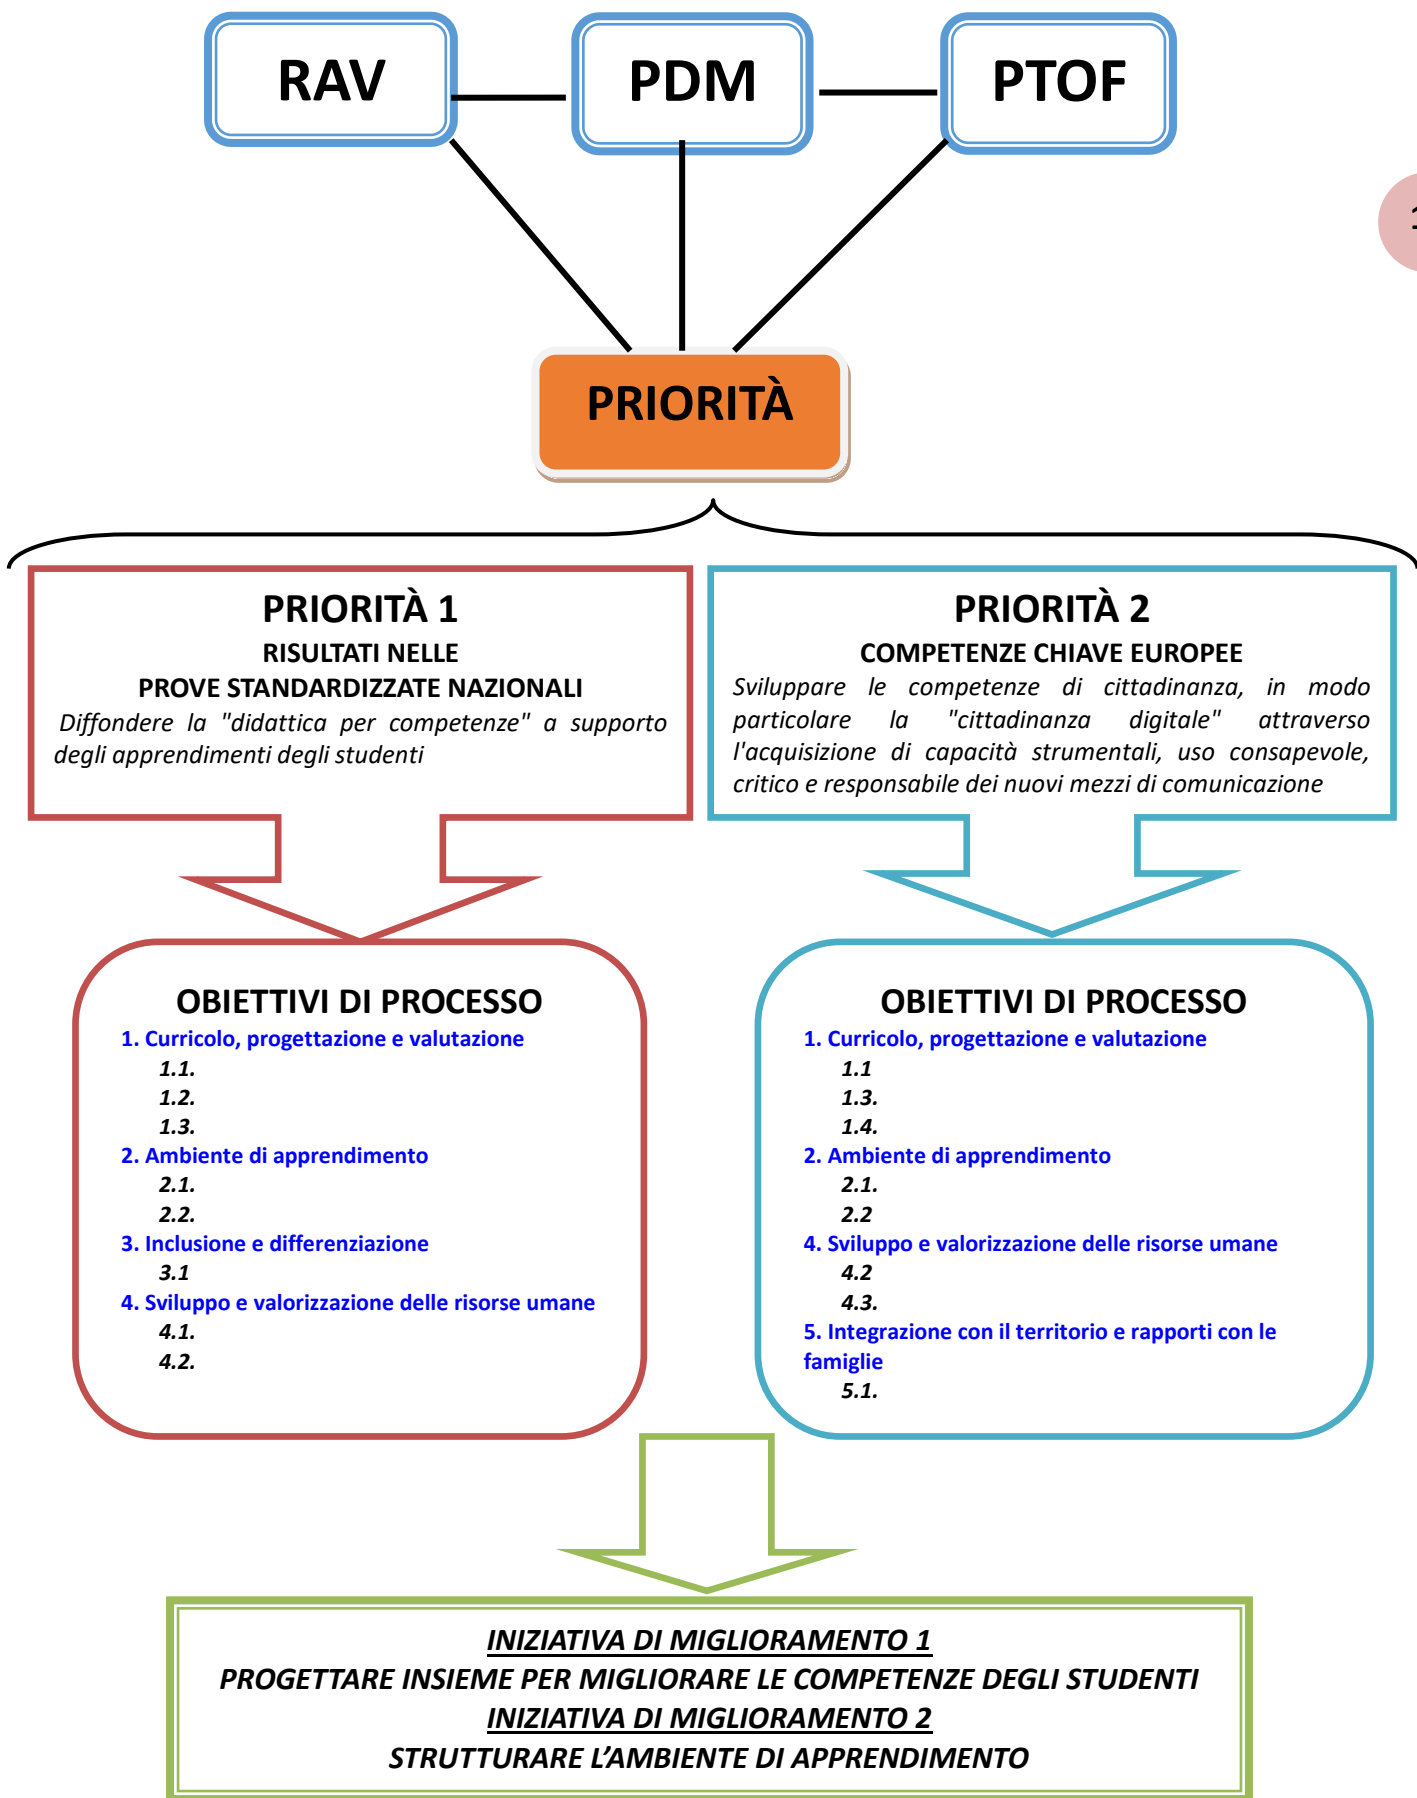 RAV
PDM
PTOF
1
PRIORITÀ
PRIORITÀ 1
RISULTATI NELLE
PROVE STANDARDIZZATE NAZIONALI
Diffondere la "didattica per competenze" a supporto
degli apprendimenti degli studenti
PRIORITÀ 2
COMPETENZE CHIAVE EUROPEE
Sviluppare le competenze di cittadinanza, in modo
particolare la "cittadinanza digitale" attraverso
l'acquisizione di capacità strumentali, uso consapevole,
critico e responsabile dei nuovi mezzi di comunicazione
OBIETTIVI DI PROCESSO
1. Curricolo, progettazione e valutazione
1.1.
1.2.
1.3.
2. Ambiente di apprendimento
2.1.
2.2.
3. Inclusione e differenziazione
3.1
4. Sviluppo e valorizzazione delle risorse umane
4.1.
4.2.
OBIETTIVI DI PROCESSO
1. Curricolo, progettazione e valutazione
1.1
1.3.
1.4.
2. Ambiente di apprendimento
2.1.
2.2
4. Sviluppo e valorizzazione delle risorse umane
4.2
4.3.
5. Integrazione con il territorio e rapporti con le
famiglie
5.1.
INIZIATIVA DI MIGLIORAMENTO 1
PROGETTARE INSIEME PER MIGLIORARE LE COMPETENZE DEGLI STUDENTI
INIZIATIVA DI MIGLIORAMENTO 2
STRUTTURARE L’AMBIENTE DI APPRENDIMENTO